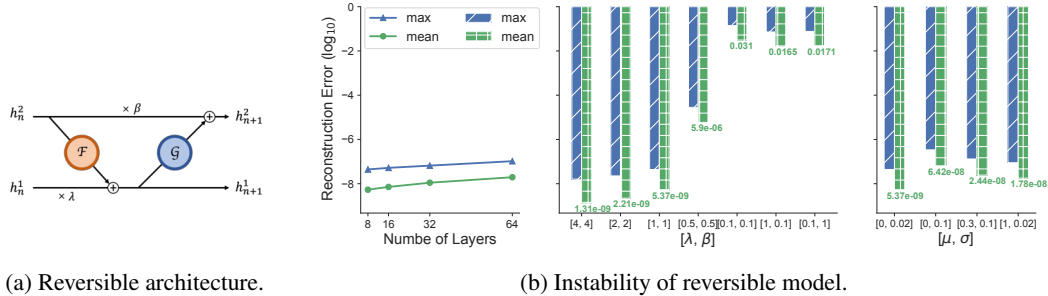 h_n^2
× β
h_{n+1}^2
F
G
h_n^1
× λ
h_{n+1}^1
(a) Reversible architecture.
Reconstruction Error (log10)
0
−2
−4
−6
−8
max
mean
8 16 32 64
Numbe of Layers
max
mean
1.31e-09
2.21e-09
5.37e-09
5.9e-06
0.031
0.0165
0.0171
[4, 4] [2, 2] [1, 1] [0.5, 0.5] [0.1, 0.1] [1, 0.1] [0.1, 1]
[λ, β]
5.37e-09
6.42e-08
2.44e-08
1.78e-08
[0, 0.02] [0, 0.1] [0.3, 0.1] [1, 0.02]
[μ, σ]
(b) Instability of reversible model.